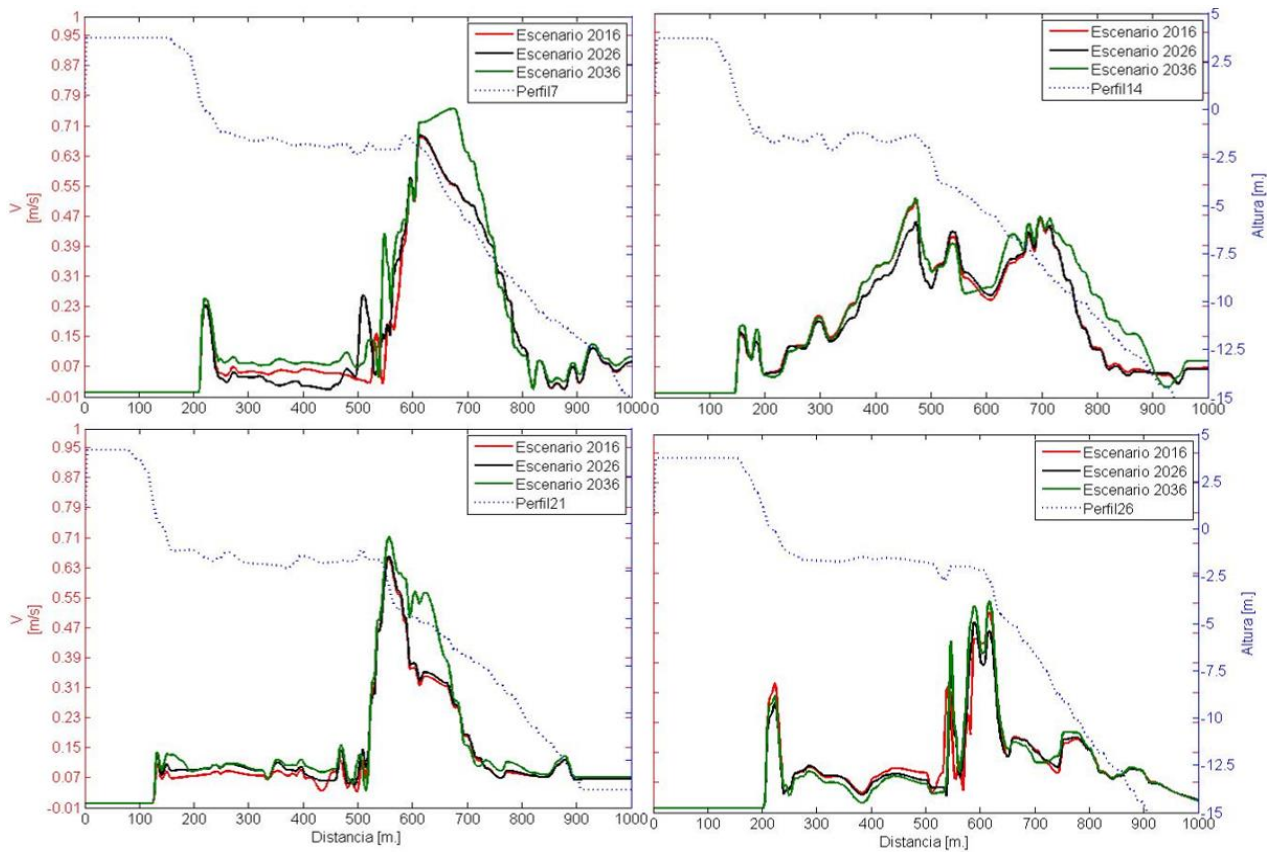 1
0.95
0.87
0.79
0.71
0.63
0.55
0.47
0.39
0.31
0.23
0.15
0.07
-0.01
V
[m/s]
Escenario 2016
Escenario 2026
Escenario 2036
Perfil7
0 100 200 300 400 500 600 700 800 900 1000
Escenario 2016
Escenario 2026
Escenario 2036
Perfil14
5
2.5
0
-2.5
-5
-7.5
-10
-12.5
-15
Altura [m.]
0 100 200 300 400 500 600 700 800 900 1000
1
0.95
0.87
0.79
0.71
0.63
0.55
0.47
0.39
0.31
0.23
0.15
0.07
-0.01
V
[m/s]
Escenario 2016
Escenario 2026
Escenario 2036
Perfil21
0 100 200 300 400 500 600 700 800 900 1000
Distancia [m.]
Escenario 2016
Escenario 2026
Escenario 2036
Perfil26
5
2.5
0
-2.5
-5
-7.5
-10
-12.5
-15
Altura [m.]
0 100 200 300 400 500 600 700 800 900 1000
Distancia [m.]